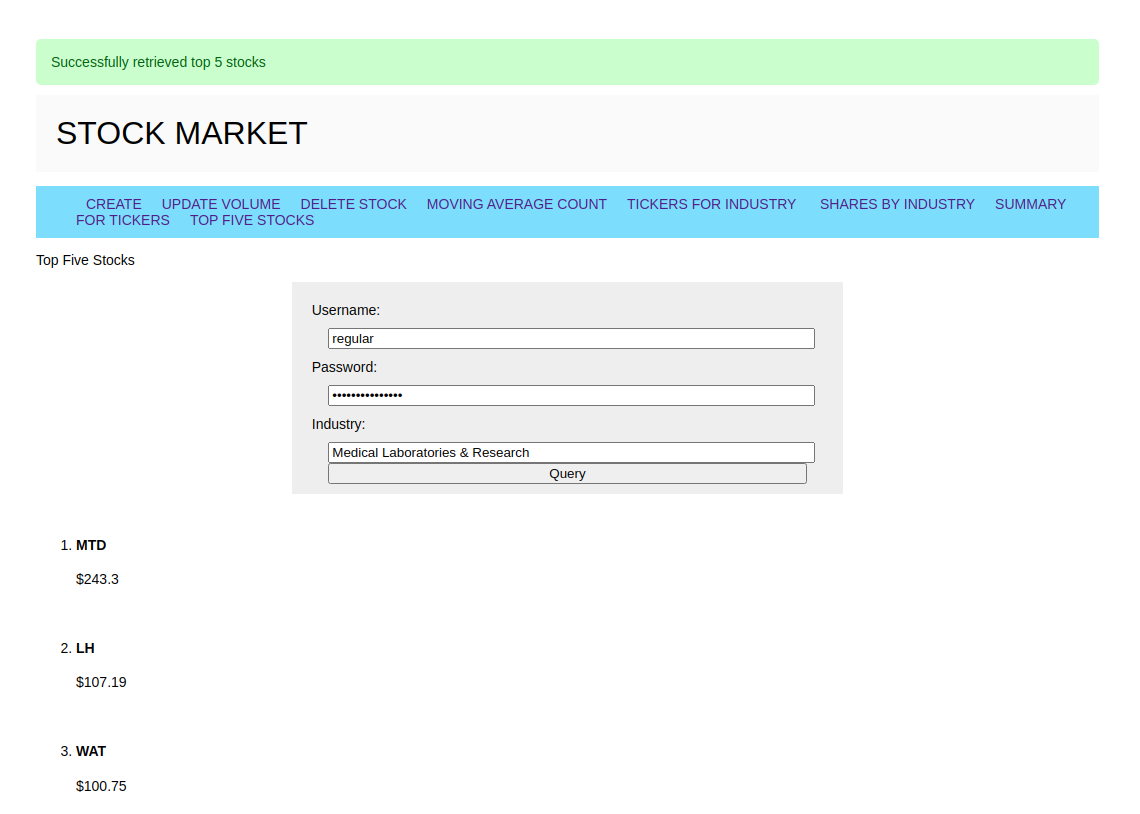 Successfully retrieved top 5 stocks
STOCK MARKET
CREATE UPDATE VOLUME DELETE STOCK MOVING AVERAGE COUNT TICKERS FOR INDUSTRY SHARES BY INDUSTRY SUMMARY
FOR TICKERS TOP FIVE STOCKS
Top Five Stocks
Username:
regular
Password:
•••••••••••••••
Industry:
Medical Laboratories & Research
Query
1. MTD
$243.3
2. LH
$107.19
3. WAT
$100.75